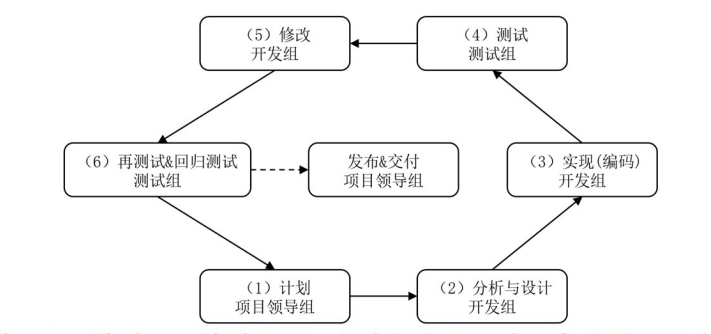 （5）修改
开发组
（4）测试
测试组
（6）再测试&回归测试
测试组
发布&交付
项目领导组
（3）实现(编码)
开发组
（1）计划
项目领导组
（2）分析与设计
开发组